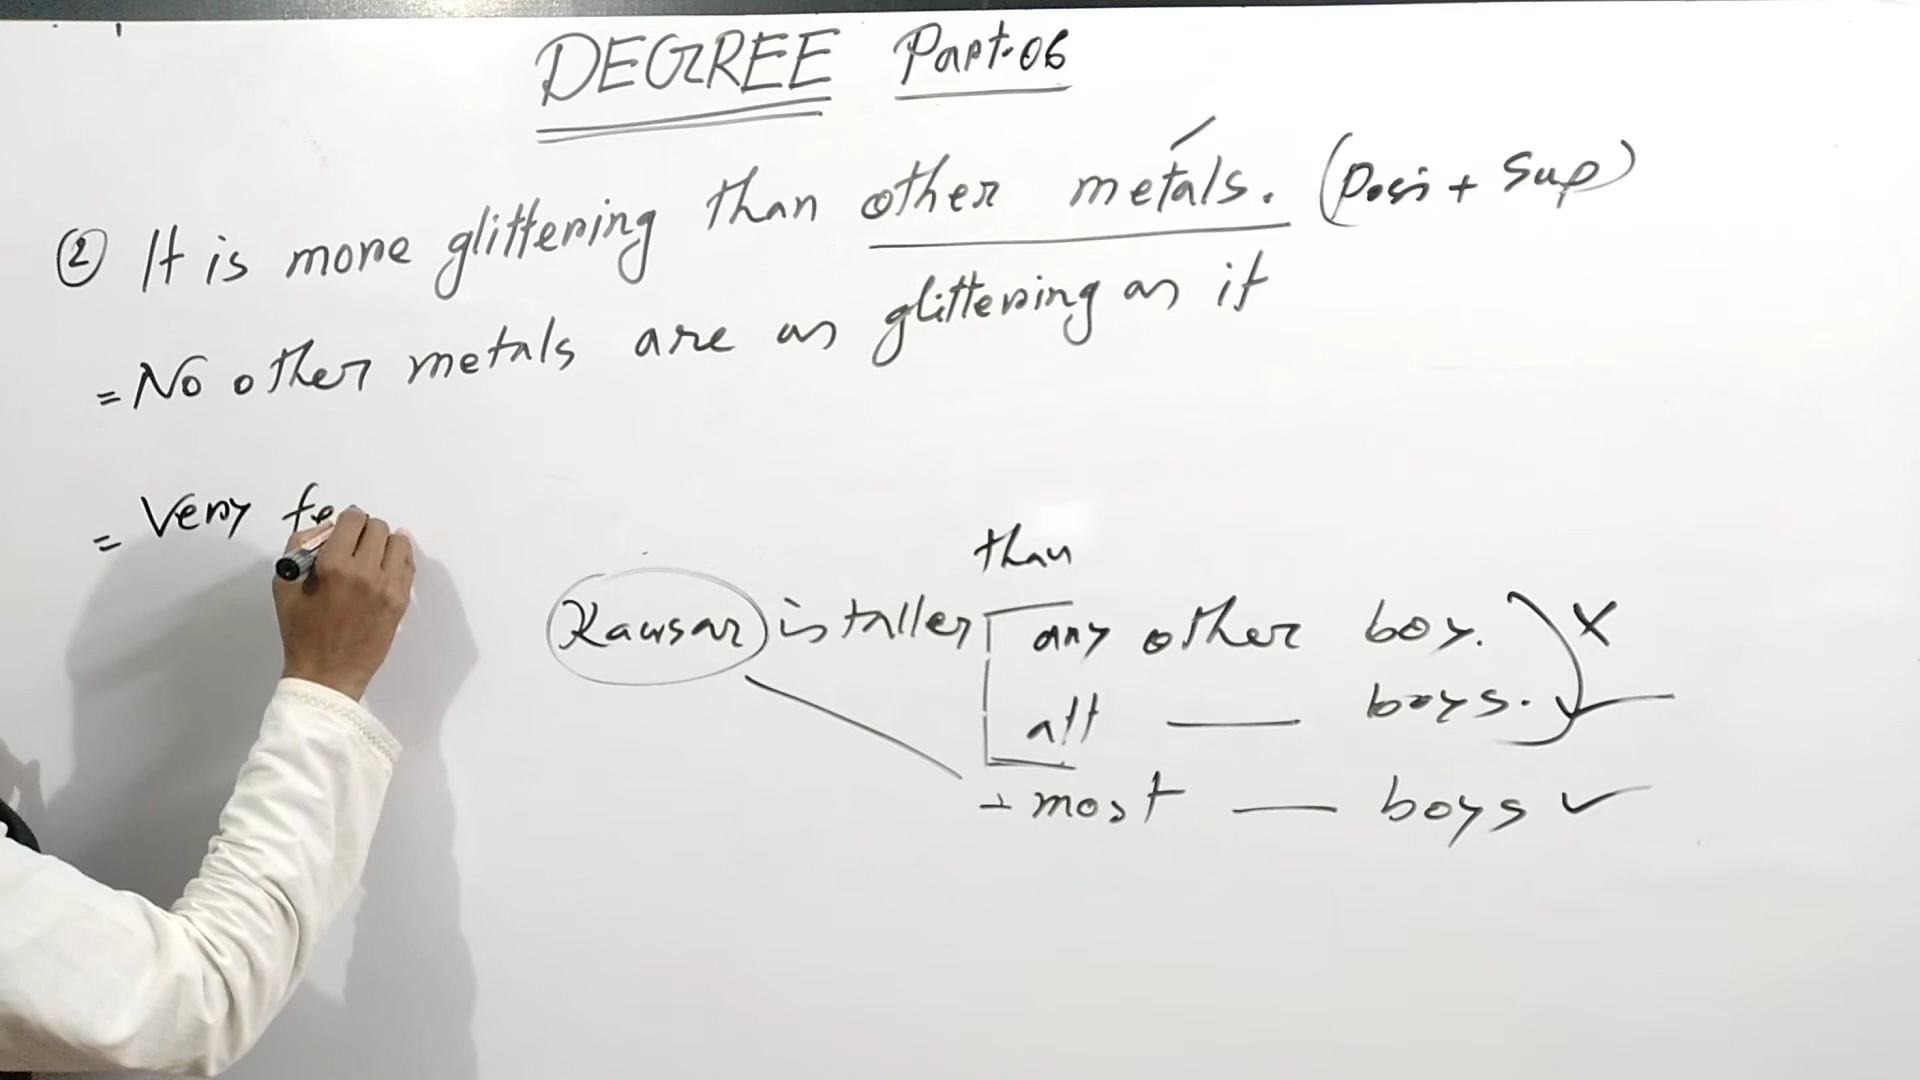 DEGREE Part-06
② It is more glittering than other metals. (Posi + Sup)
= No other metals are as glittering as it
= Very fe
than
Kawsar is taller any other boy. ×
all — boys. ✓
+ most — boys ✓